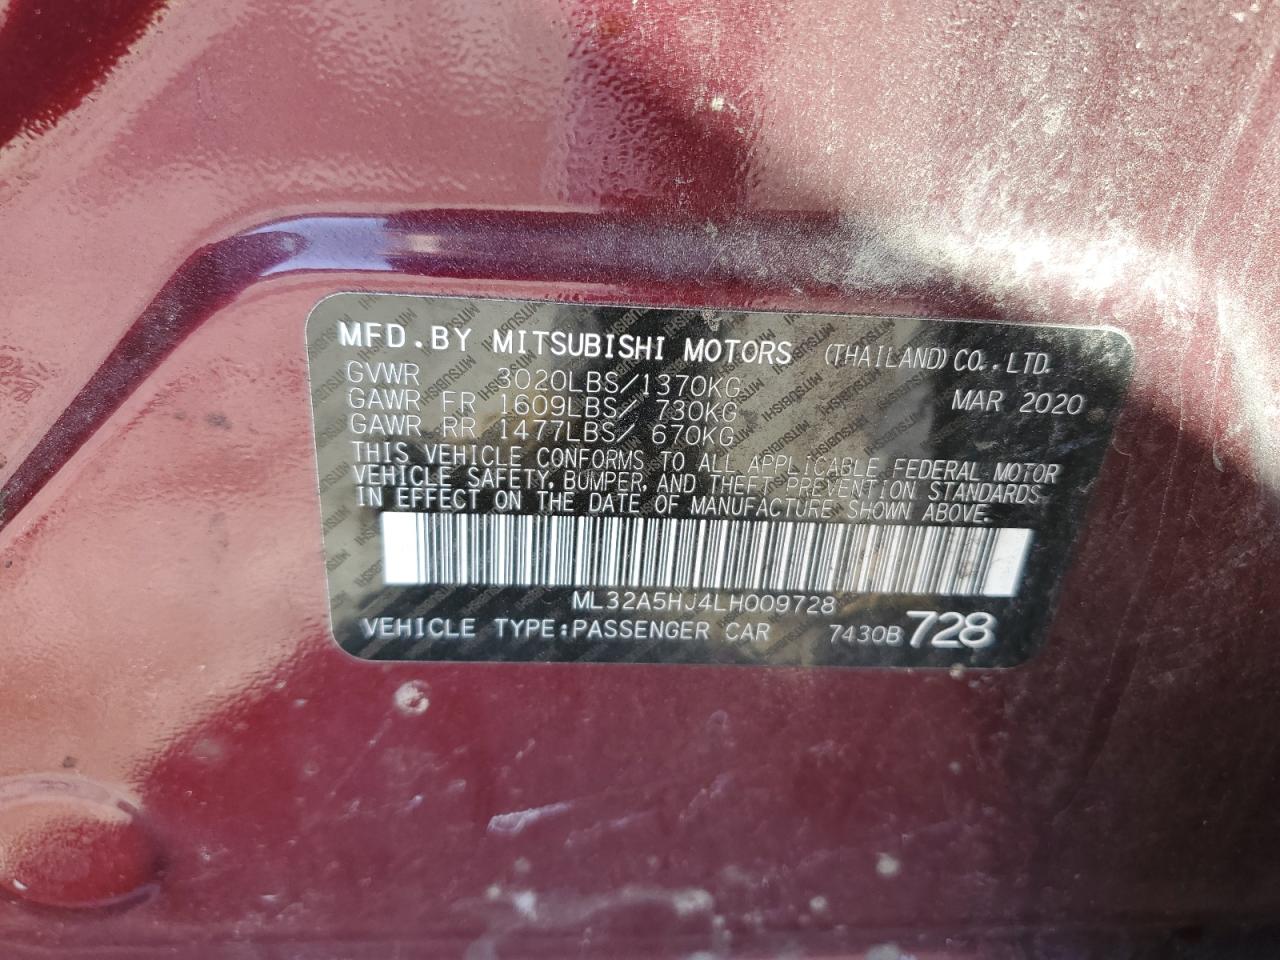 MFD.BY MITSUBISHI MOTORS (THAILAND) CO.,LTD.
GVWR 3020LBS/1370KG
MAR 2020
GAWR FR 1609LBS/ 730KG
GAWR RR 1477LBS/ 670KG
THIS VEHICLE CONFORMS TO ALL APPLICABLE FEDERAL MOTOR
VEHICLE SAFETY, BUMPER, AND THEFT PREVENTION STANDARDS
IN EFFECT ON THE DATE OF MANUFACTURE SHOWN ABOVE.
ML32A5HJ4LH009728
VEHICLE TYPE:PASSENGER CAR 7430B 728